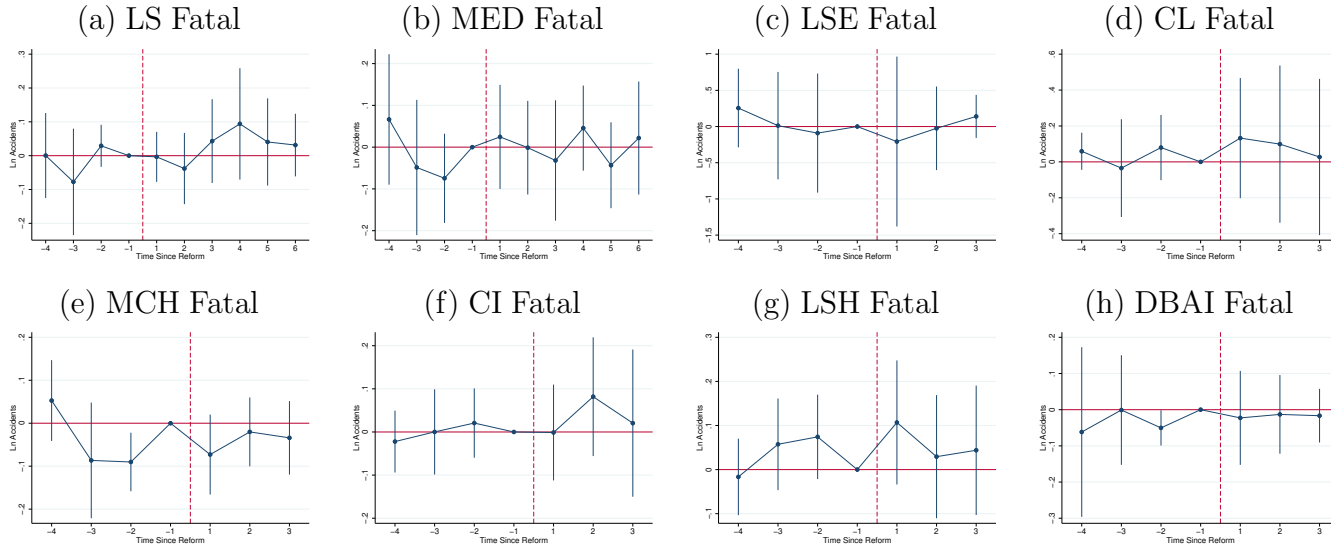 (a) LS Fatal
Ln Accidents
.3
.2
.1
0
-.1
-.2
-4 -3 -2 -1 1 2 3 4 5 6
Time Since Reform
(b) MED Fatal
Ln Accidents
.2
.1
0
-.1
-.2
-4 -3 -2 -1 1 2 3 4 5 6
Time Since Reform
(c) LSE Fatal
Ln Accidents
1
.5
0
-.5
-1
-1.5
-4 -3 -2 -1 1 2 3
Time Since Reform
(d) CL Fatal
Ln Accidents
.6
.4
.2
0
-.2
-.4
-4 -3 -2 -1 1 2 3
Time Since Reform
(e) MCH Fatal
Ln Accidents
.2
.1
0
-.1
-.2
-4 -3 -2 -1 1 2 3
Time Since Reform
(f) CI Fatal
Ln Accidents
.2
.1
0
-.1
-.2
-4 -3 -2 -1 1 2 3
Time Since Reform
(g) LSH Fatal
Ln Accidents
.3
.2
.1
0
-.1
-4 -3 -2 -1 1 2 3
Time Since Reform
(h) DBAI Fatal
Ln Accidents
.2
.1
0
-.1
-.2
-.3
-4 -3 -2 -1 1 2 3
Time Since Reform